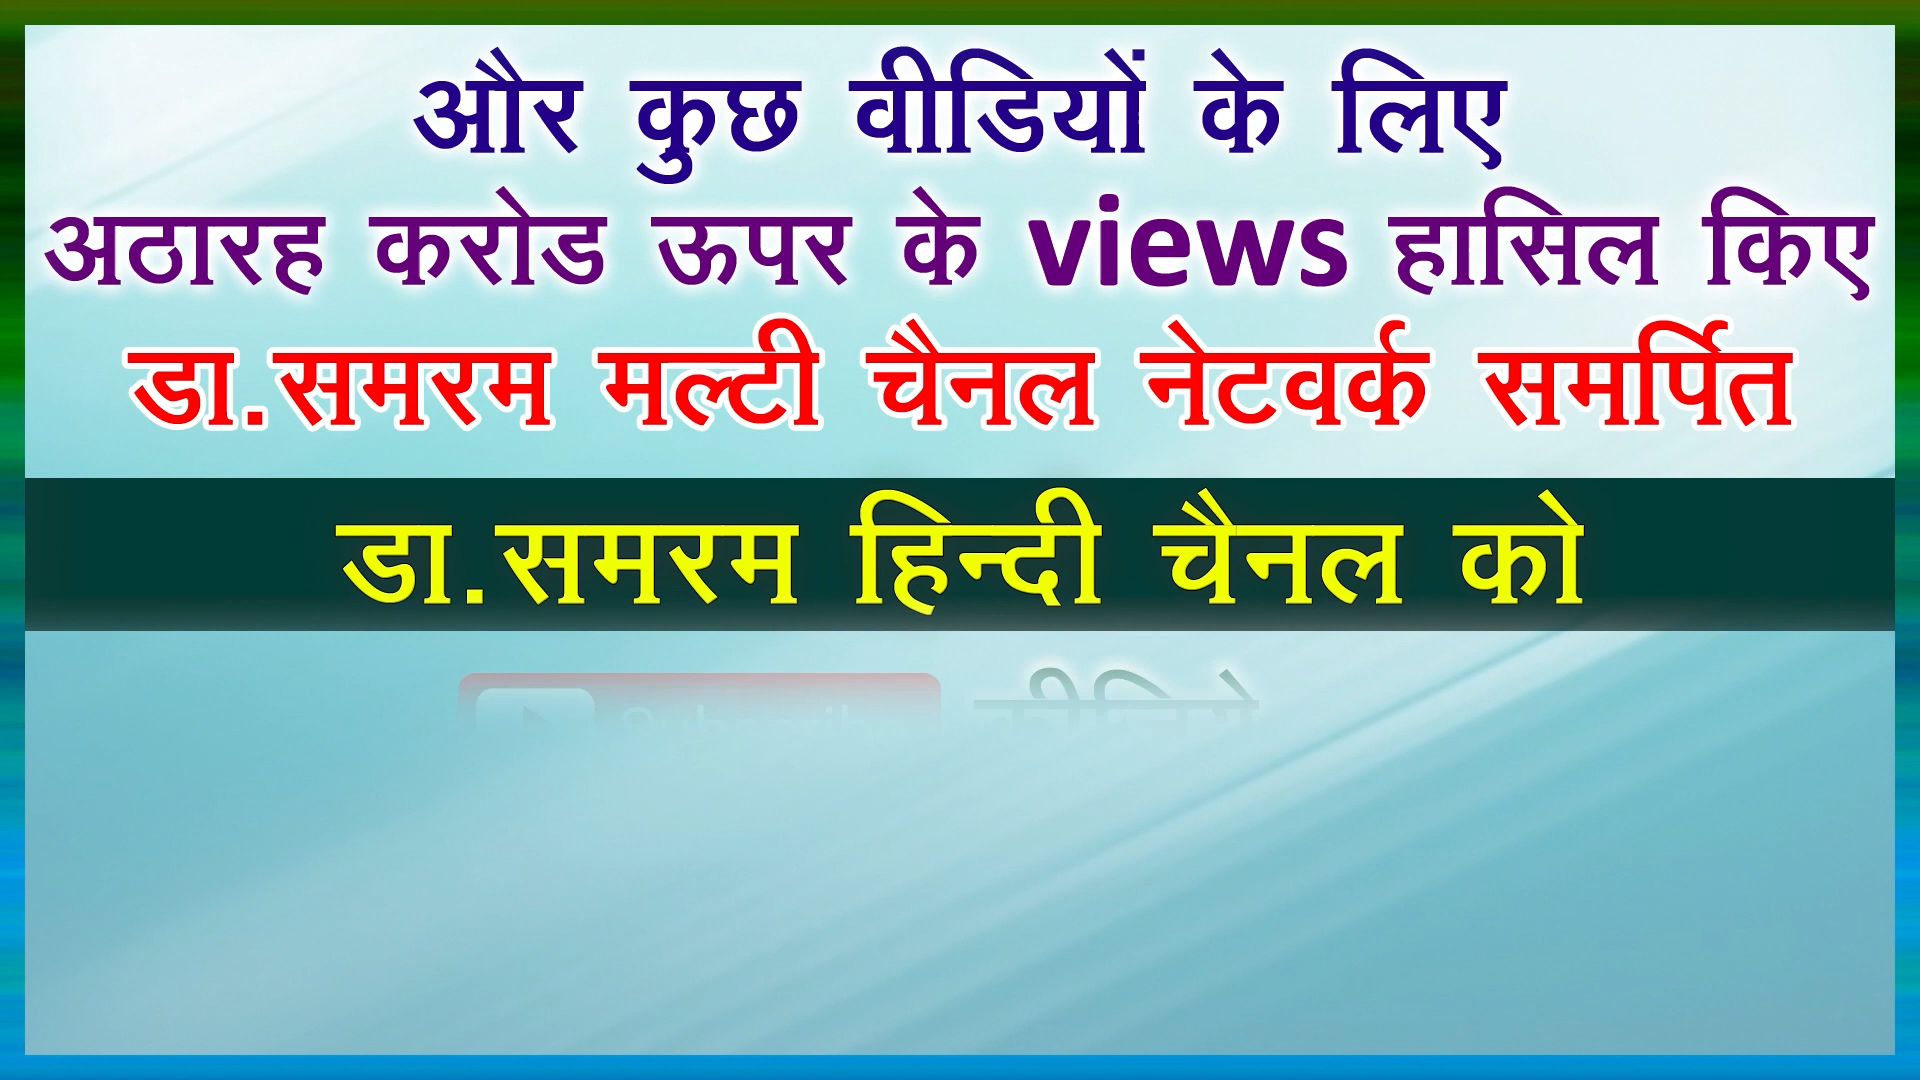 और कुछ वीडियों के लिए
अठारह करोड ऊपर के views हासिल किए
डा.समरम मल्टी चैनल नेटवर्क समर्पित
डा.समरम हिन्दी चैनल को